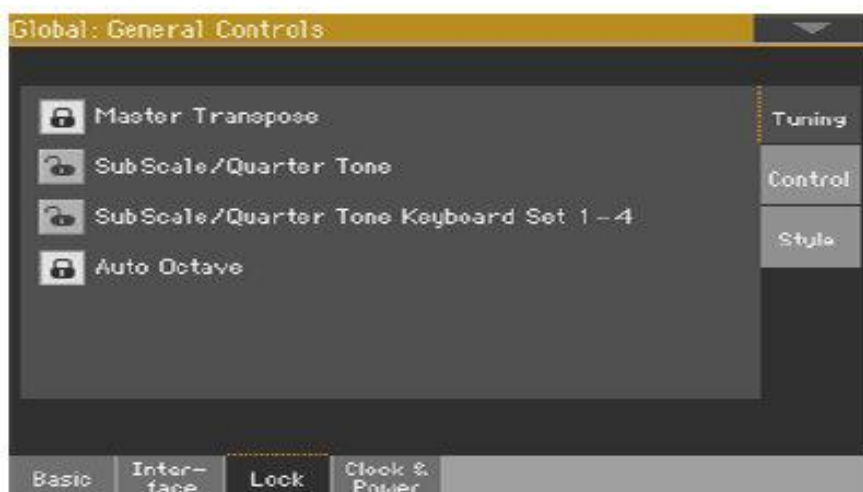 Global: General Controls
Master Transpose
Tuning
SubScale/Quarter Tone
Control
SubScale/Quarter Tone Keyboard Set 1-4
Style
Auto Octave
Basic
Inter-
face
Lock
Clock &
Power